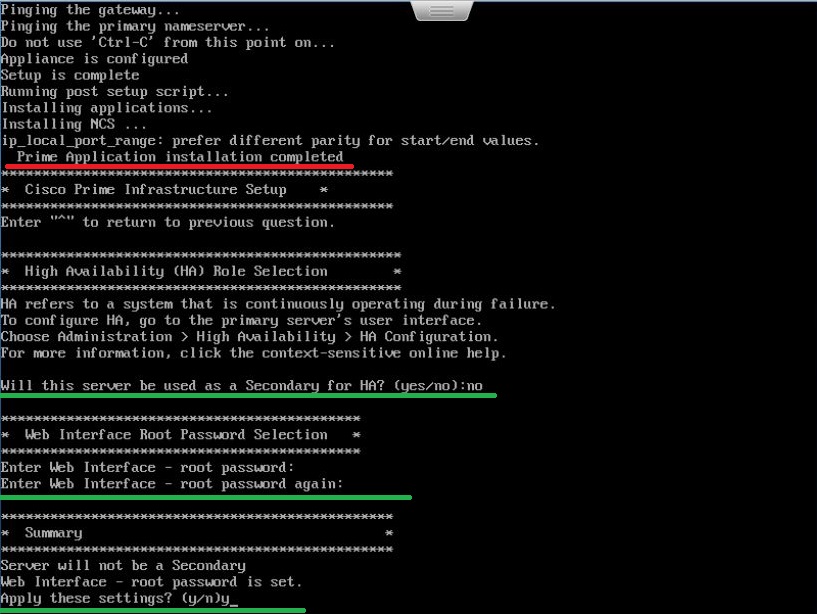 Pinging the gateway...
Pinging the primary nameserver...
Do not use 'Ctrl-C' from this point on...
Appliance is configured
Setup is complete
Running post setup script...
Installing applications...
Installing NCS ...
ip_local_port_range: prefer different parity for start/end values.
Prime Application installation completed
************************************************
*  Cisco Prime Infrastructure Setup    *
************************************************
Enter "^" to return to previous question.
*************************************************
*  High Availability (HA) Role Selection        *
*************************************************
HA refers to a system that is continuously operating during failure.
To configure HA, go to the primary server's user interface.
Choose Administration > High Availability > HA Configuration.
For more information, click the context-sensitive online help.
Will this server be used as a Secondary for HA? (yes/no):no
********************************************
*  Web Interface Root Password Selection   *
********************************************
Enter Web Interface - root password:
Enter Web Interface - root password again:
************************************************
*  Summary                                     *
************************************************
Server will not be a Secondary
Web Interface - root password is set.
Apply these settings? (y/n)y_